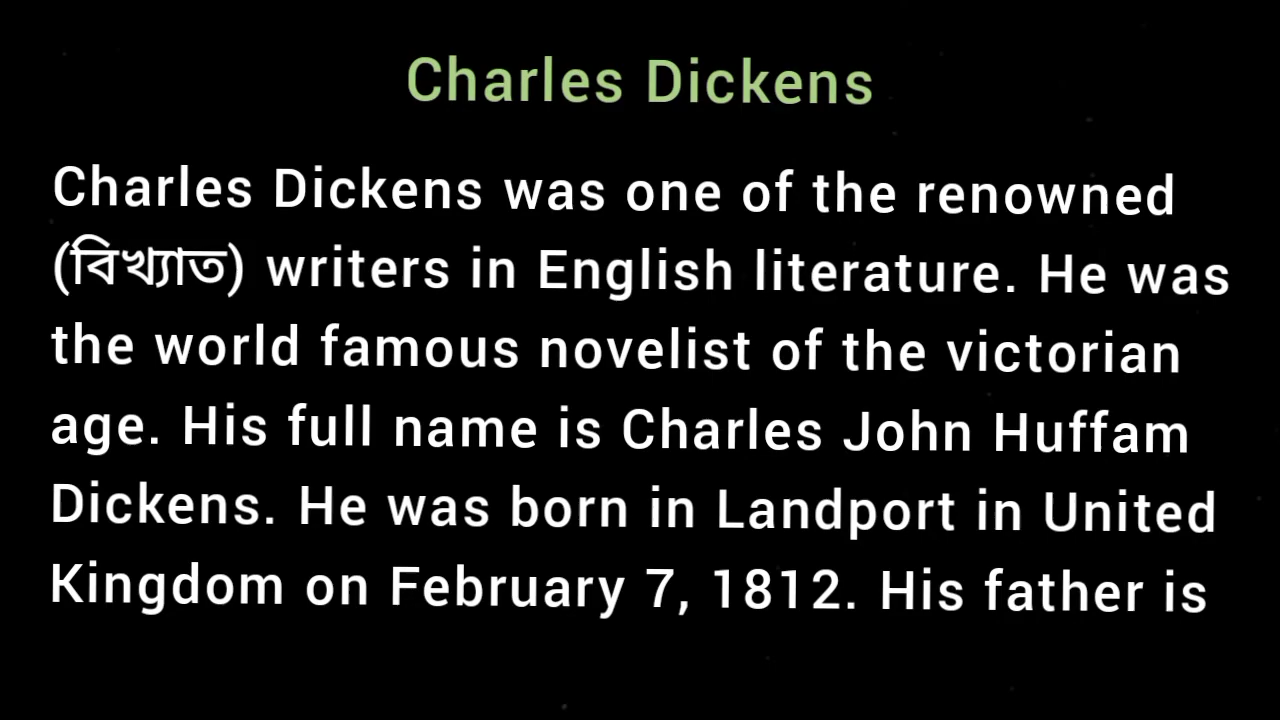 Charles Dickens
Charles Dickens was one of the renowned
(বিখ্যাত) writers in English literature. He was
the world famous novelist of the victorian
age. His full name is Charles John Huffam
Dickens. He was born in Landport in United
Kingdom on February 7, 1812. His father is